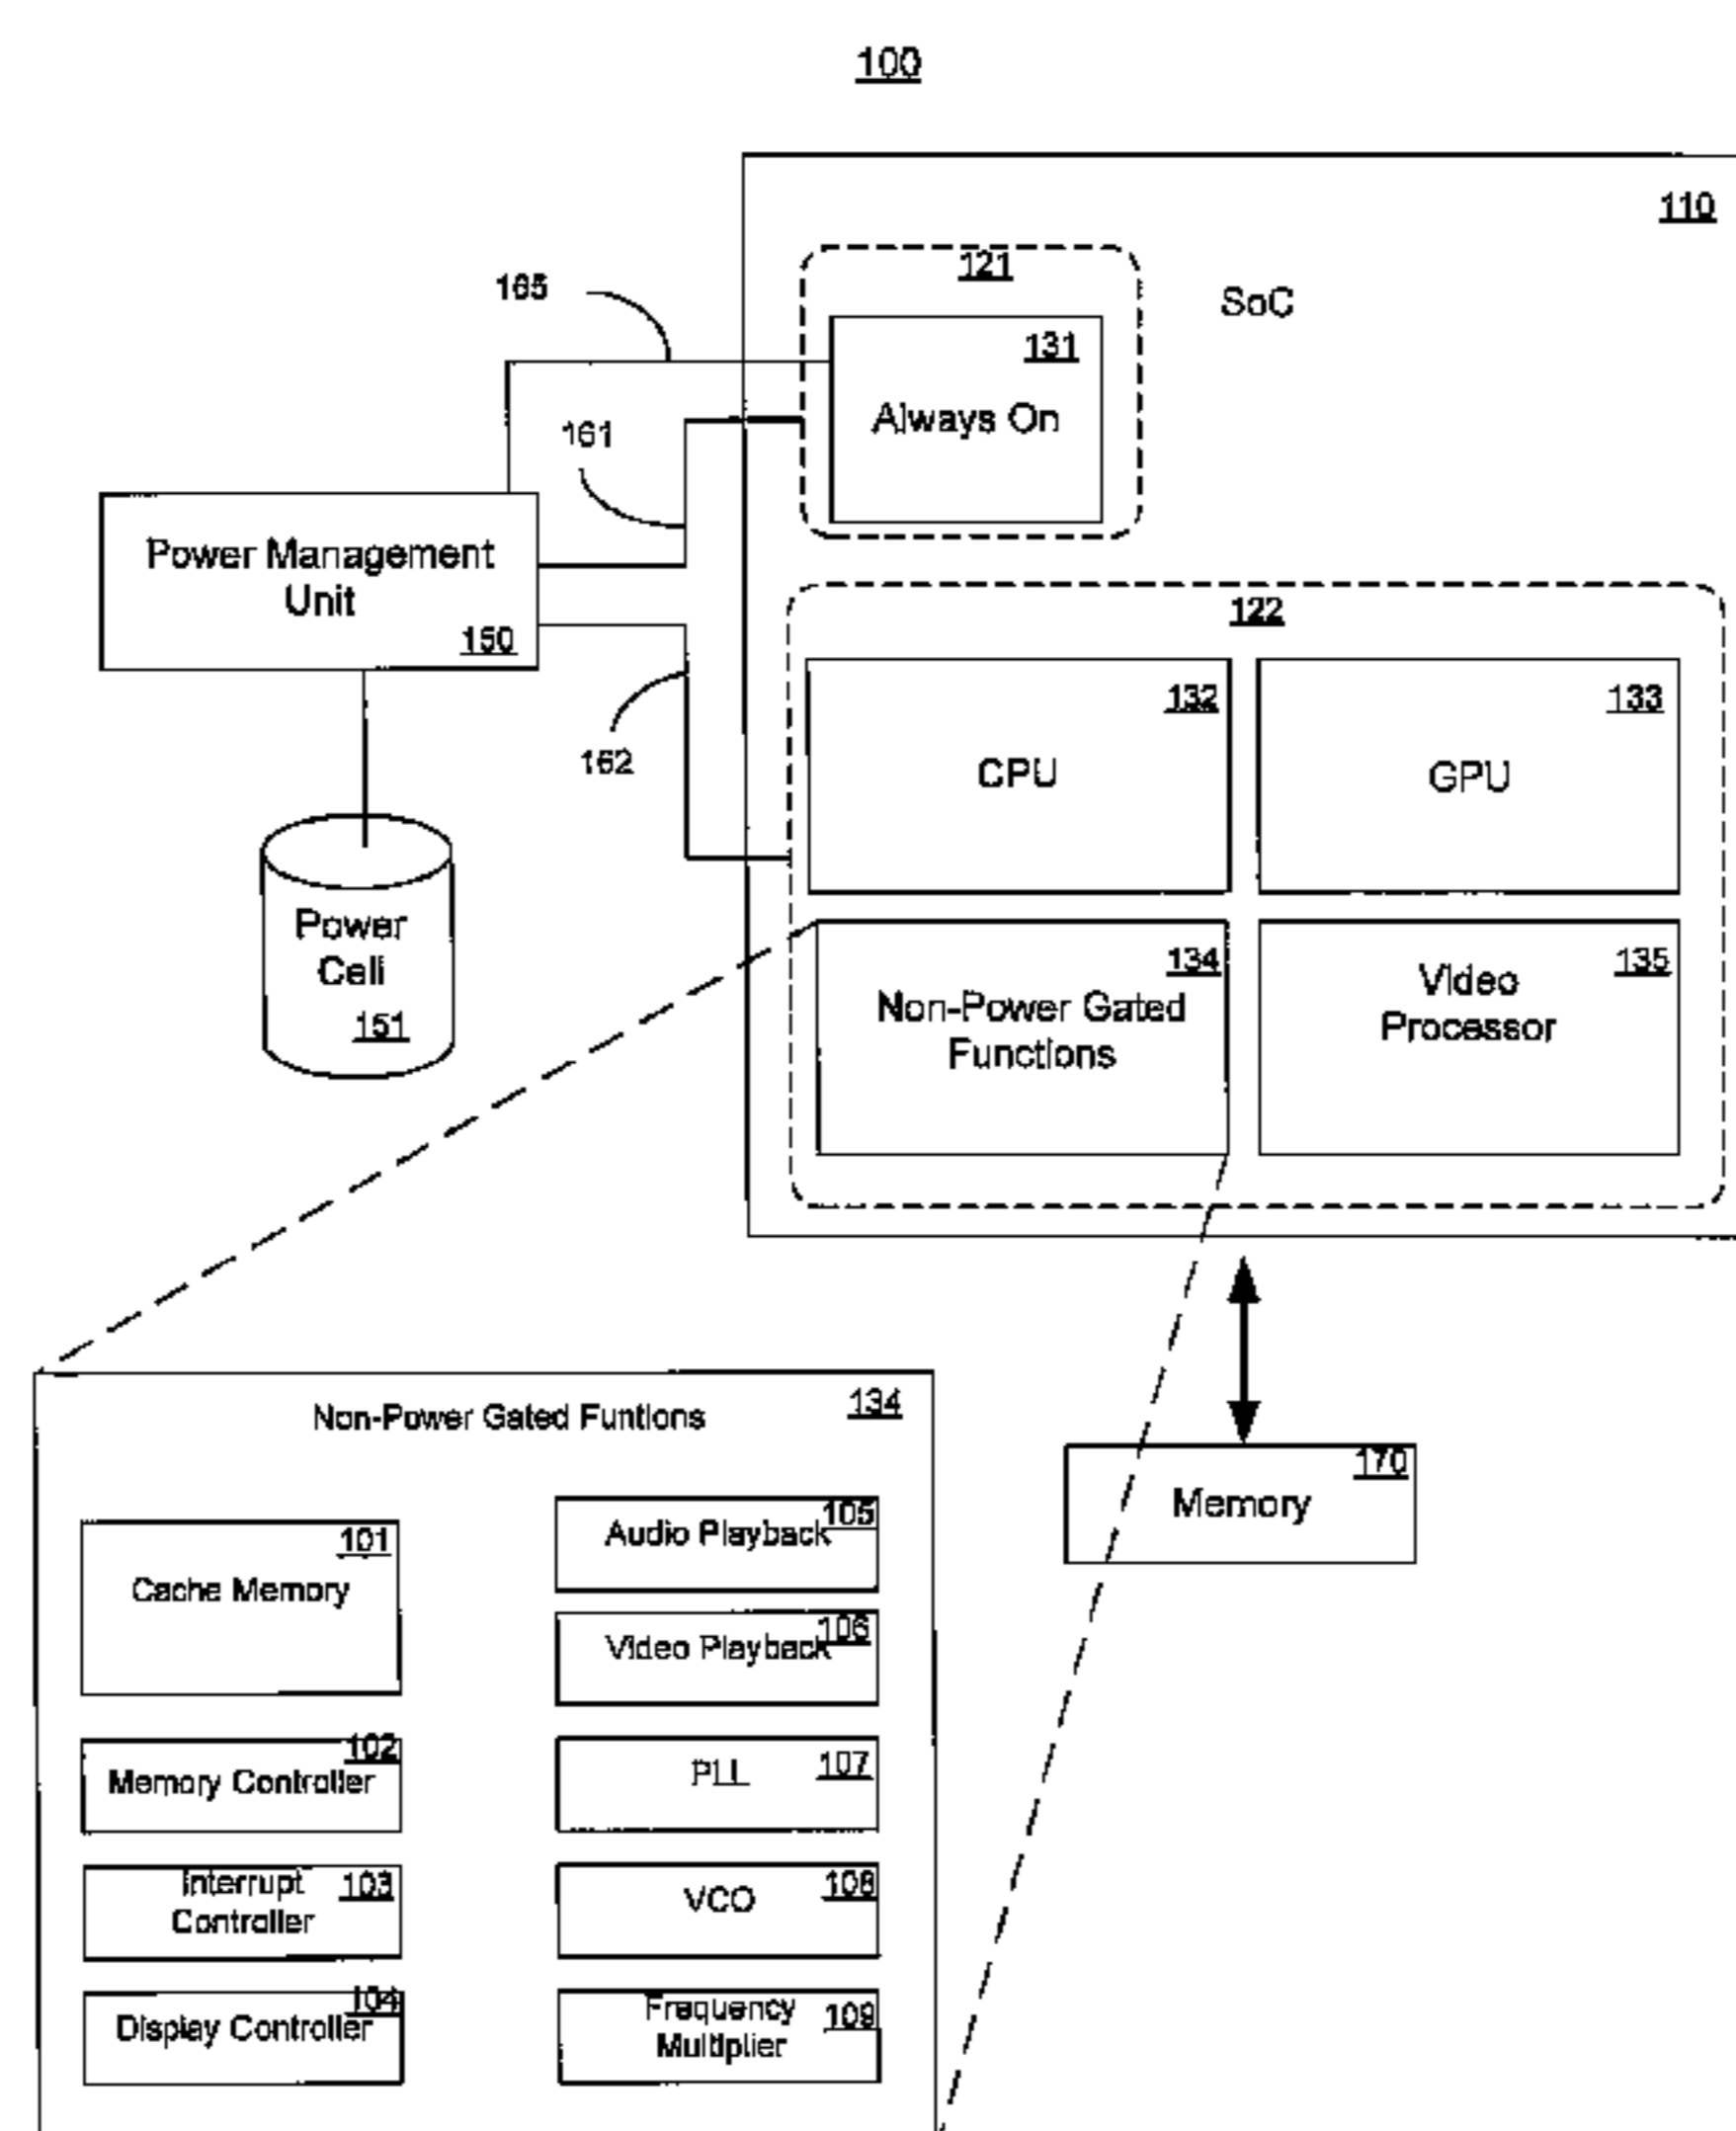 100
110
121
SoC
165
131
Always On
161
Power Management
Unit
150
122
132
CPU
133
GPU
162
Power
Cell
151
134
Non-Power Gated
Functions
135
Video
Processor
Non-Power Gated Funtions
134
170
Memory
101
Cache Memory
105
Audio Playback
106
Video Playback
102
Memory Controller
107
PLL
Interrupt
Controller
103
108
VCO
104
Display Controller
Frequency
Multiplier
109